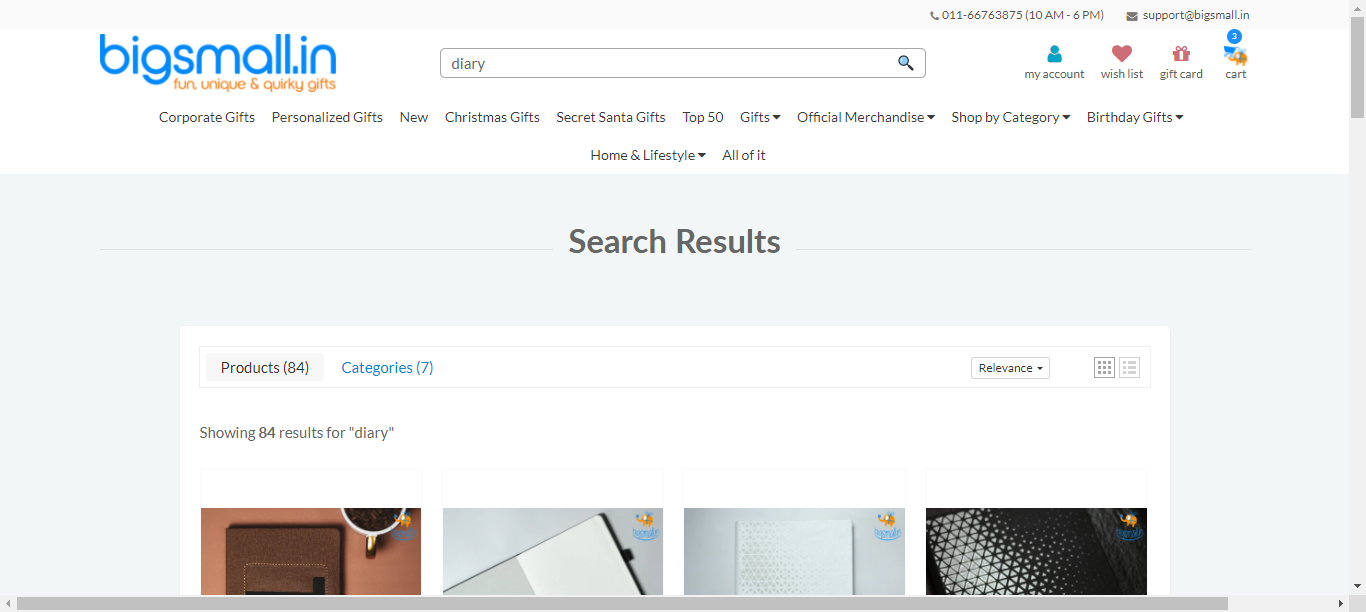 011-66763875 (10 AM - 6 PM) support@bigsmall.in
bigsmall.in
fun, unique & quirky gifts
diary
3
my account wish list gift card cart
Corporate Gifts Personalized Gifts New Christmas Gifts Secret Santa Gifts Top 50 Gifts Official Merchandise Shop by Category Birthday Gifts
Home & Lifestyle All of it
Search Results
Products (84) Categories (7) Relevance
Showing 84 results for "diary"